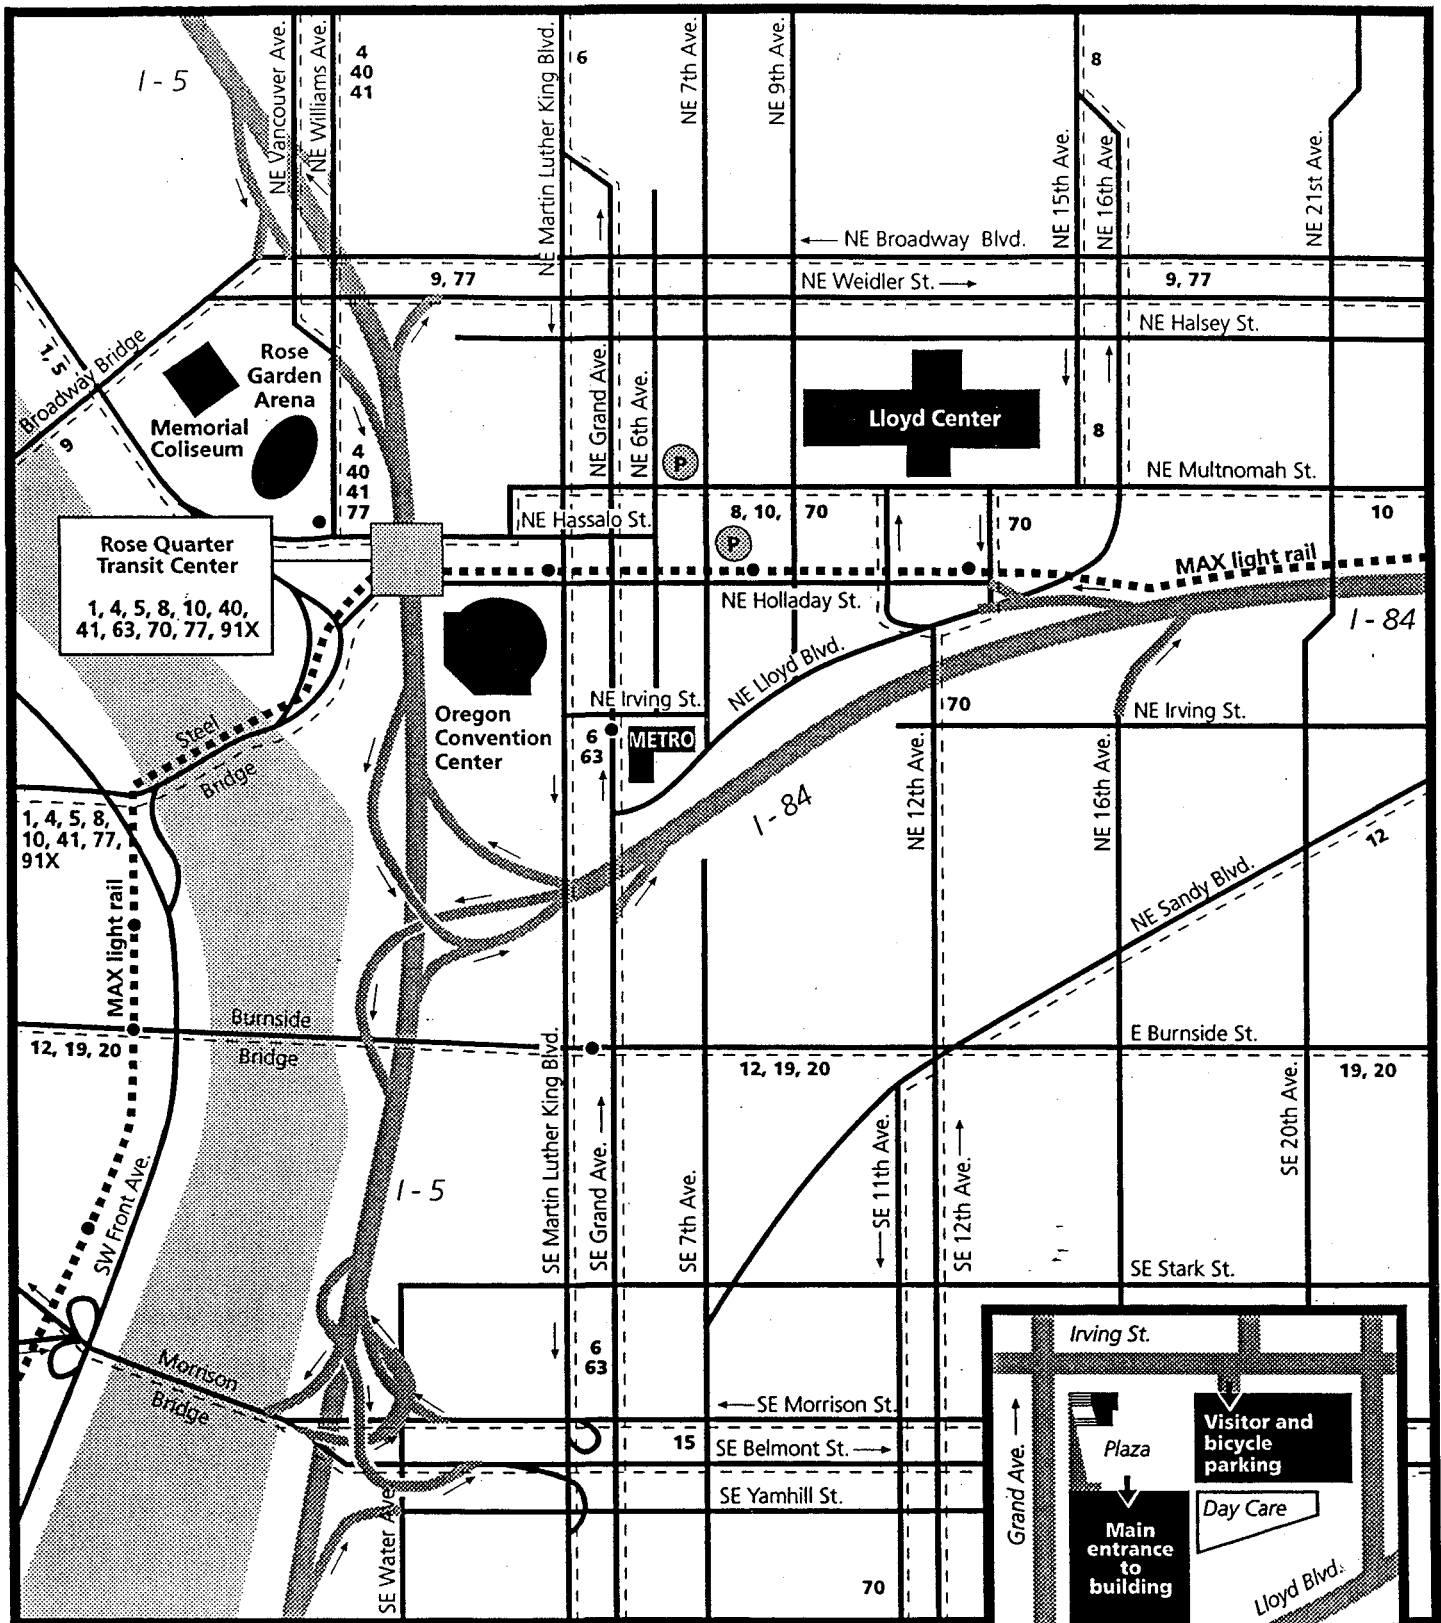 I - 5
NE Vancouver Ave.
NE Williams Ave.
4
40
41
NE Martin Luther King Blvd.
6
NE 7th Ave.
NE 9th Ave.
8
NE 15th Ave.
NE 16th Ave.
NE 21st Ave.
NE Broadway Blvd.
9, 77
NE Weidler St.
9, 77
NE Halsey St.
1, 5
Broadway Bridge
9
Rose
Garden
Arena
Memorial
Coliseum
4
40
41
77
NE Grand Ave.
NE 6th Ave.
P
Lloyd Center
8
NE Multnomah St.
NE Hassalo St.
8, 10, 70
P
70
10
MAX light rail
Rose Quarter
Transit Center
1, 4, 5, 8, 10, 40,
41, 63, 70, 77, 91X
NE Holladay St.
I - 84
NE Lloyd Blvd.
Steel
Bridge
Oregon
Convention
Center
NE Irving St.
6
63
METRO
70
NE Irving St.
I - 84
NE 12th Ave.
NE 16th Ave.
1, 4, 5, 8,
10, 41, 77,
91X
MAX light rail
12
NE Sandy Blvd.
Burnside
Bridge
12, 19, 20
E Burnside St.
12, 19, 20
19, 20
SE Martin Luther King Blvd.
SE Grand Ave.
SE 7th Ave.
SE 11th Ave.
SE 12th Ave.
SE 20th Ave.
SW Front Ave.
I - 5
SE Stark St.
6
63
Morrison
Bridge
SE Morrison St.
15
SE Belmont St.
SE Yamhill St.
SE Water Ave.
70
Irving St.
Grand Ave.
Plaza
Visitor and
bicycle
parking
Day Care
Main
entrance
to
building
Lloyd Blvd.